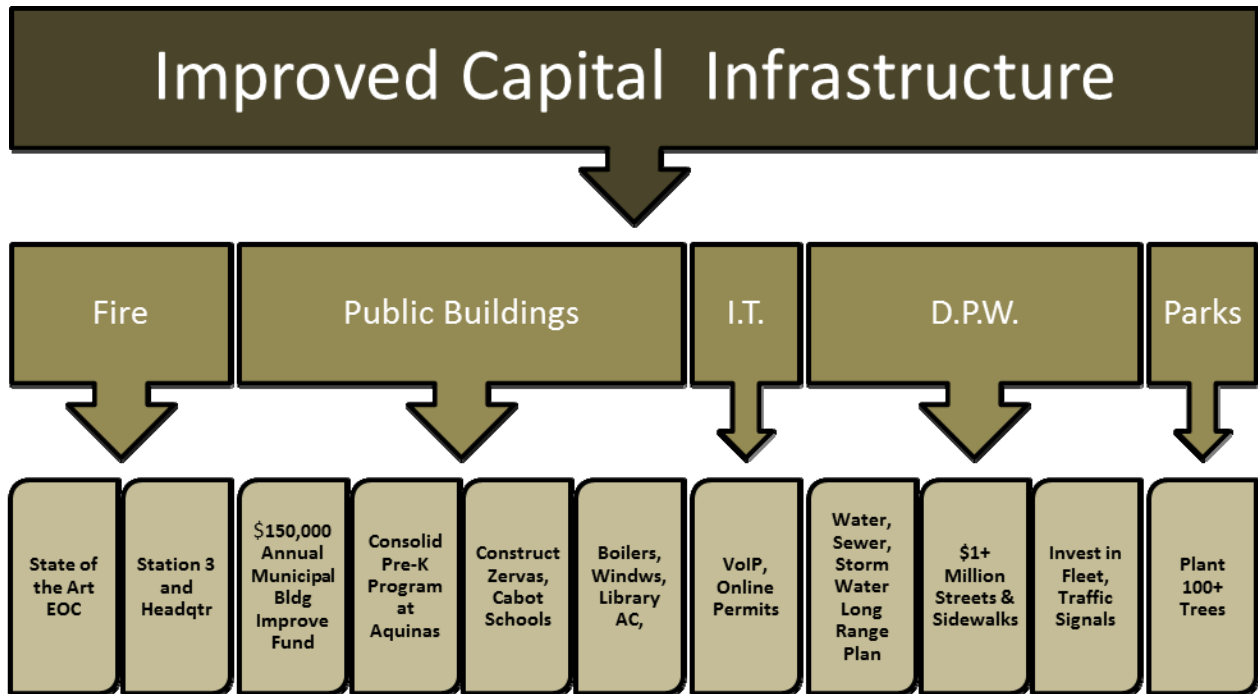 Improved Capital Infrastructure
Fire
Public Buildings
I.T.
D.P.W.
Parks
State of
the Art
EOC
Station 3
and
Headqtr
$150,000
Annual
Municipal
Bldg
Improve
Fund
Consolid
Pre-K
Program
at
Aquinas
Construct
Zervas,
Cabot
Schools
Boilers,
Windws,
Library
AC,
VoIP,
Online
Permits
Water,
Sewer,
Storm
Water
Long
Range
Plan
$1+
Million
Streets &
Sidewalks
Invest in
Fleet,
Traffic
Signals
Plant
100+
Trees